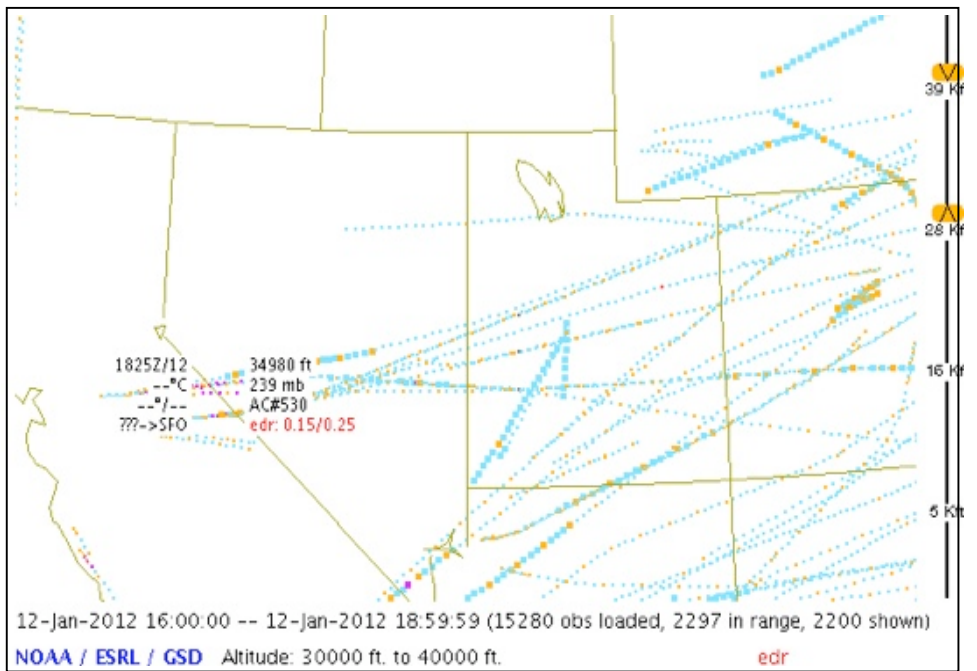 39 Kf
28 Kf
1825Z/12 34980 ft
--°C 239 mb
--°/-- AC#530
???->SFO edr: 0.15/0.25
16 Kf
5 Kft
12-Jan-2012 16:00:00 -- 12-Jan-2012 18:59:59 (15280 obs loaded, 2297 in range, 2200 shown)
NOAA / ESRL / GSD Altitude: 30000 ft. to 40000 ft. edr